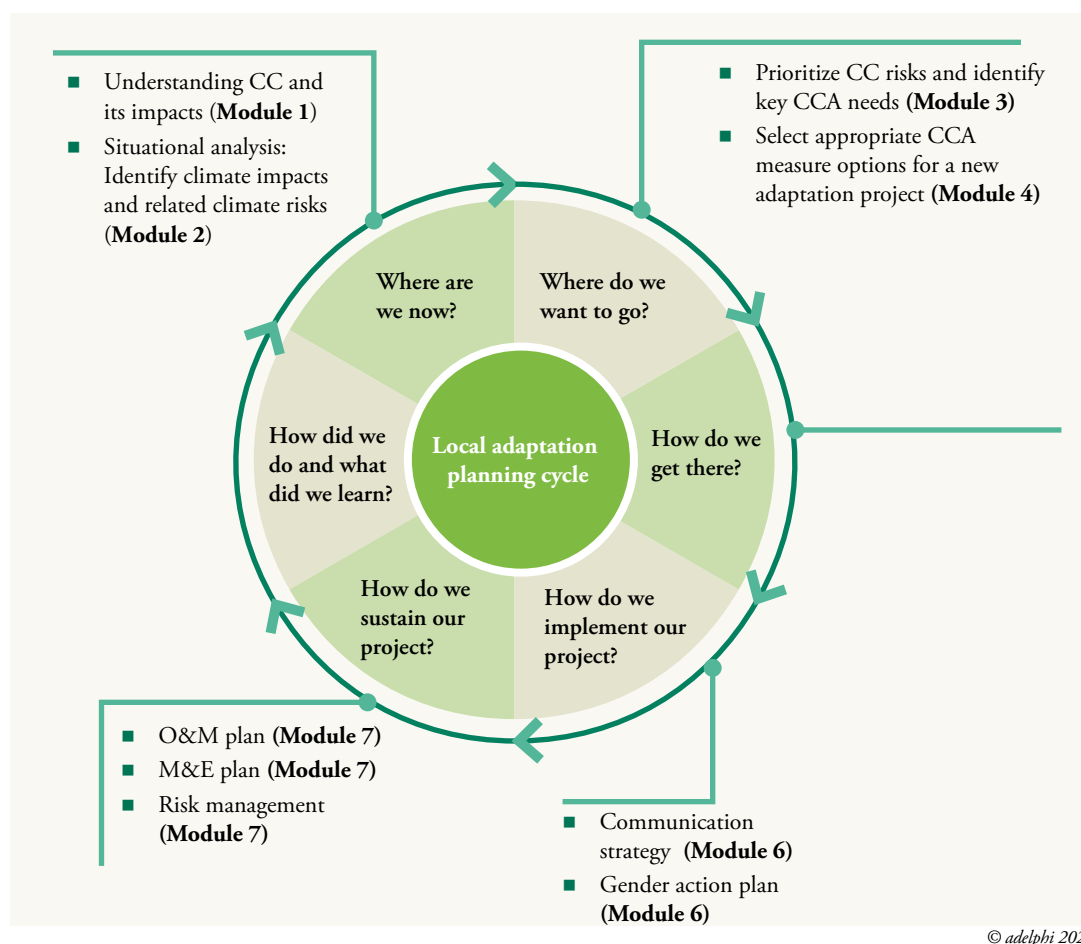 Understanding CC and
its impacts (Module 1)
Situational analysis:
Identify climate impacts
and related climate risks
(Module 2)
Prioritize CC risks and identify
key CCA needs (Module 3)
Select appropriate CCA
measure options for a new
adaptation project (Module 4)
Where are
we now?
Where do we
want to go?
How did we
do and what
did we learn?
Local adaptation
planning cycle
How do we
get there?
How do we
sustain our
project?
How do we
implement our
project?
O&M plan (Module 7)
M&E plan (Module 7)
Risk management
(Module 7)
Communication
strategy (Module 6)
Gender action plan
(Module 6)
© adelphi